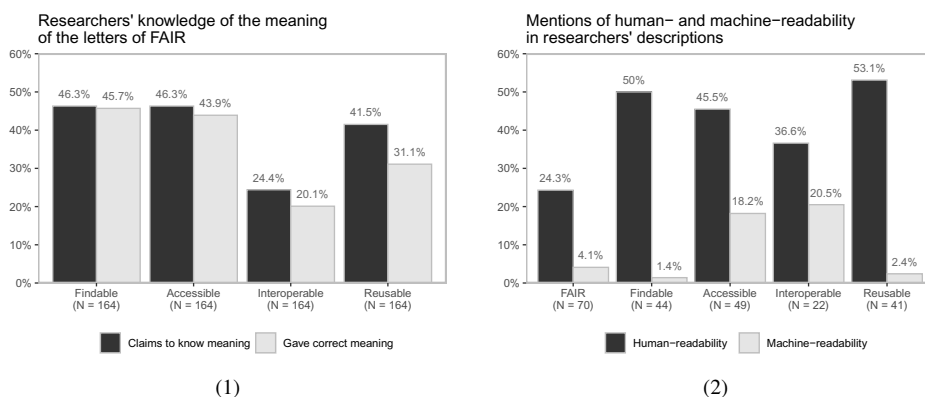 Researchers' knowledge of the meaning
of the letters of FAIR
60%
50%
40%
30%
20%
10%
0%
46.3%
45.7%
46.3%
43.9%
24.4%
20.1%
41.5%
31.1%
Findable
(N = 164)
Accessible
(N = 164)
Interoperable
(N = 164)
Reusable
(N = 164)
Claims to know meaning
Gave correct meaning
(1)
Mentions of human− and machine−readability
in researchers' descriptions
60%
50%
40%
30%
20%
10%
0%
24.3%
4.1%
50%
1.4%
45.5%
18.2%
36.6%
20.5%
53.1%
2.4%
FAIR
(N = 70)
Findable
(N = 44)
Accessible
(N = 49)
Interoperable
(N = 22)
Reusable
(N = 41)
Human−readability
Machine−readability
(2)